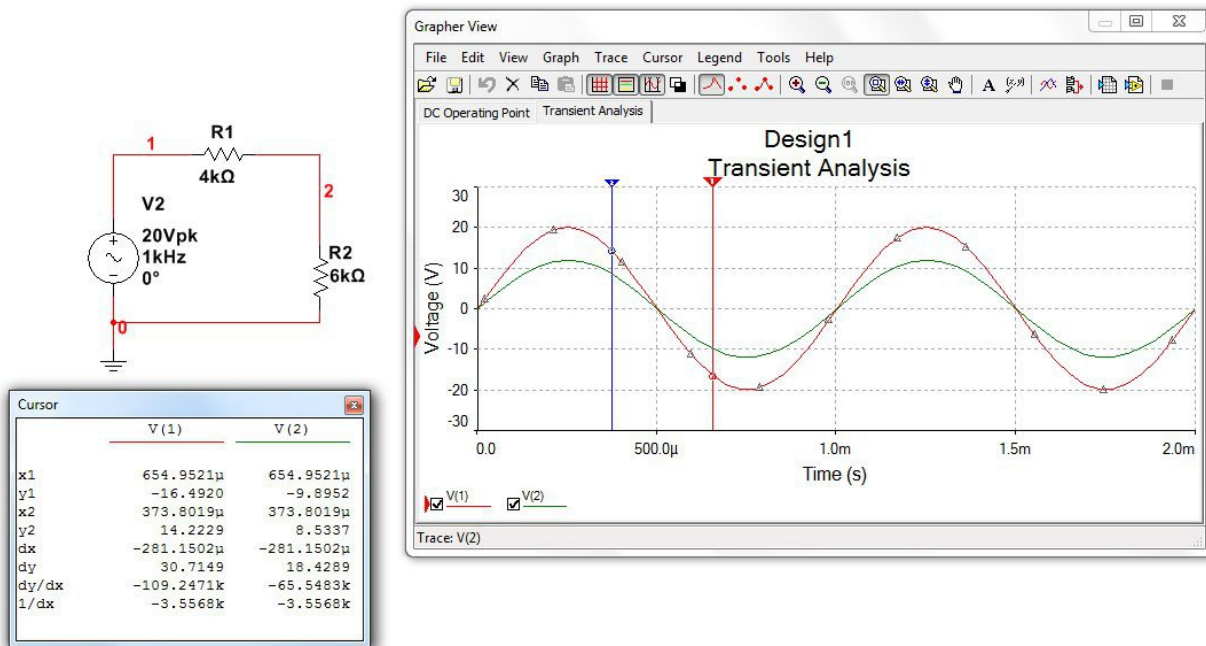 Grapher View
File Edit View Graph Trace Cursor Legend Tools Help
DC Operating Point Transient Analysis
Design1
Transient Analysis
30
20
10
0
-10
-20
-30
Voltage (V)
0.0 500.0µ 1.0m 1.5m 2.0m
Time (s)
V(1) V(2)
Trace: V(2)
R1
1
4kΩ
2
V2
20Vpk
1kHz
0°
R2
6kΩ
0
Cursor
V(1) V(2)
x1 654.9521µ 654.9521µ
y1 -16.4920 -9.8952
x2 373.8019µ 373.8019µ
y2 14.2229 8.5337
dx -281.1502µ -281.1502µ
dy 30.7149 18.4289
dy/dx -109.2471k -65.5483k
1/dx -3.5568k -3.5568k